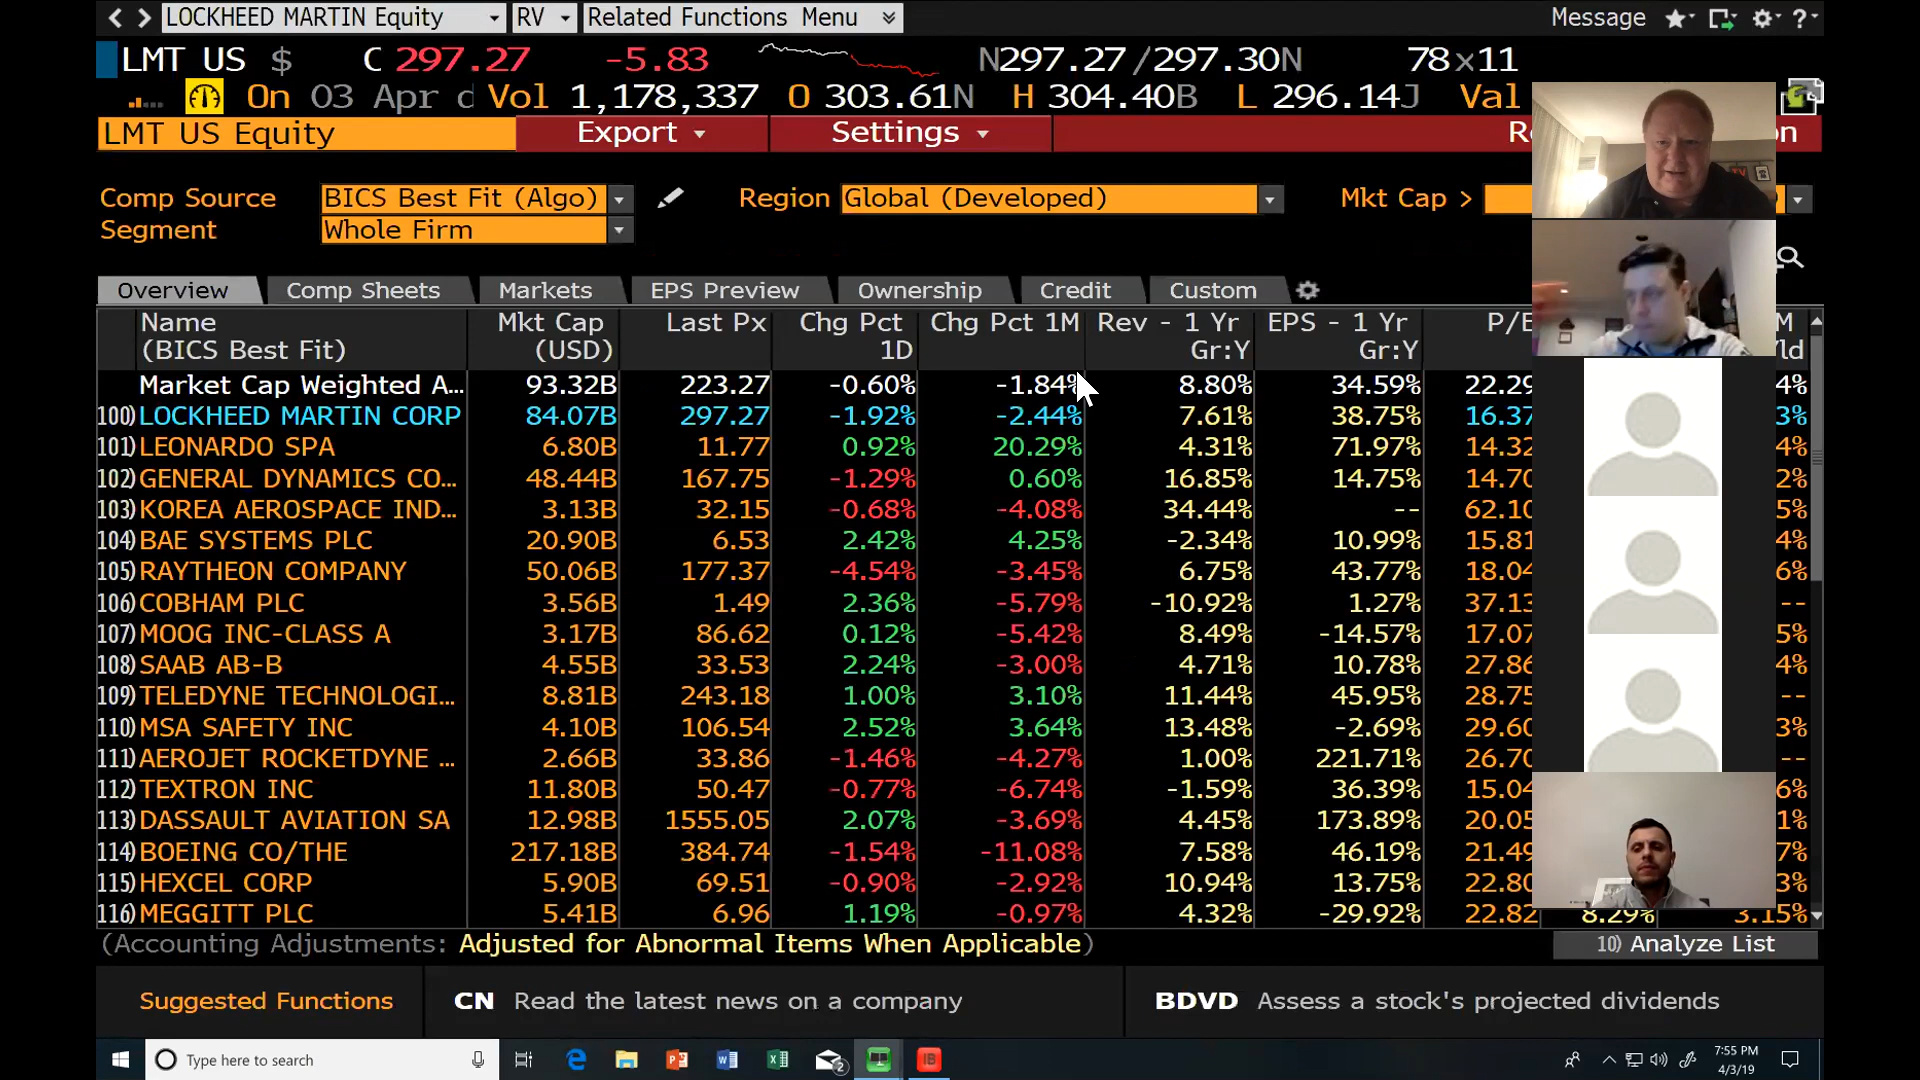 LOCKHEED MARTIN Equity RV Related Functions Menu Message ?
LMT US $ C 297.27 -5.83 N297.27/297.30N 78x11
On 03 Apr d Vol 1,178,337 O 303.61N H 304.40B L 296.14J Val
LMT US Equity Export Settings
Comp Source BICS Best Fit (Algo) Region Global (Developed) Mkt Cap >
Segment Whole Firm
Overview Comp Sheets Markets EPS Preview Ownership Credit Custom
Name Mkt Cap Last Px Chg Pct Chg Pct 1M Rev - 1 Yr EPS - 1 Yr P/E M
(BICS Best Fit) (USD) 1D Gr:Y Gr:Y ld
Market Cap Weighted A... 93.32B 223.27 -0.60% -1.84% 8.80% 34.59% 22.29 4%
100) LOCKHEED MARTIN CORP 84.07B 297.27 -1.92% -2.44% 7.61% 38.75% 16.37 3%
101) LEONARDO SPA 6.80B 11.77 0.92% 20.29% 4.31% 71.97% 14.32 4%
102) GENERAL DYNAMICS CO... 48.44B 167.75 -1.29% 0.60% 16.85% 14.75% 14.70 2%
103) KOREA AEROSPACE IND... 3.13B 32.15 -0.68% -4.08% 34.44% -- 62.10 5%
104) BAE SYSTEMS PLC 20.90B 6.53 2.42% 4.25% -2.34% 10.99% 15.81 4%
105) RAYTHEON COMPANY 50.06B 177.37 -4.54% -3.45% 6.75% 43.77% 18.04 6%
106) COBHAM PLC 3.56B 1.49 2.36% -5.79% -10.92% 1.27% 37.13 --
107) MOOG INC-CLASS A 3.17B 86.62 0.12% -5.42% 8.49% -14.57% 17.07 5%
108) SAAB AB-B 4.55B 33.53 2.24% -3.00% 4.71% 10.78% 27.86 4%
109) TELEDYNE TECHNOLOGI... 8.81B 243.18 1.00% 3.10% 11.44% 45.95% 28.75 --
110) MSA SAFETY INC 4.10B 106.54 2.52% 3.64% 13.48% -2.69% 29.60 3%
111) AEROJET ROCKETDYNE ... 2.66B 33.86 -1.46% -4.27% 1.00% 221.71% 26.70 --
112) TEXTRON INC 11.80B 50.47 -0.77% -6.74% -1.59% 36.39% 15.04 6%
113) DASSAULT AVIATION SA 12.98B 1555.05 2.07% -3.69% 4.45% 173.89% 20.05 1%
114) BOEING CO/THE 217.18B 384.74 -1.54% -11.08% 7.58% 46.19% 21.49 7%
115) HEXCEL CORP 5.90B 69.51 -0.90% -2.92% 10.94% 13.75% 22.80 3%
116) MEGGITT PLC 5.41B 6.96 1.19% -0.97% 4.32% -29.92% 22.82 8.29% 3.15%
(Accounting Adjustments: Adjusted for Abnormal Items When Applicable) 10) Analyze List
Suggested Functions CN Read the latest news on a company BDVD Assess a stock's projected dividends
Type here to search 2 IB 7:55 PM
4/3/19